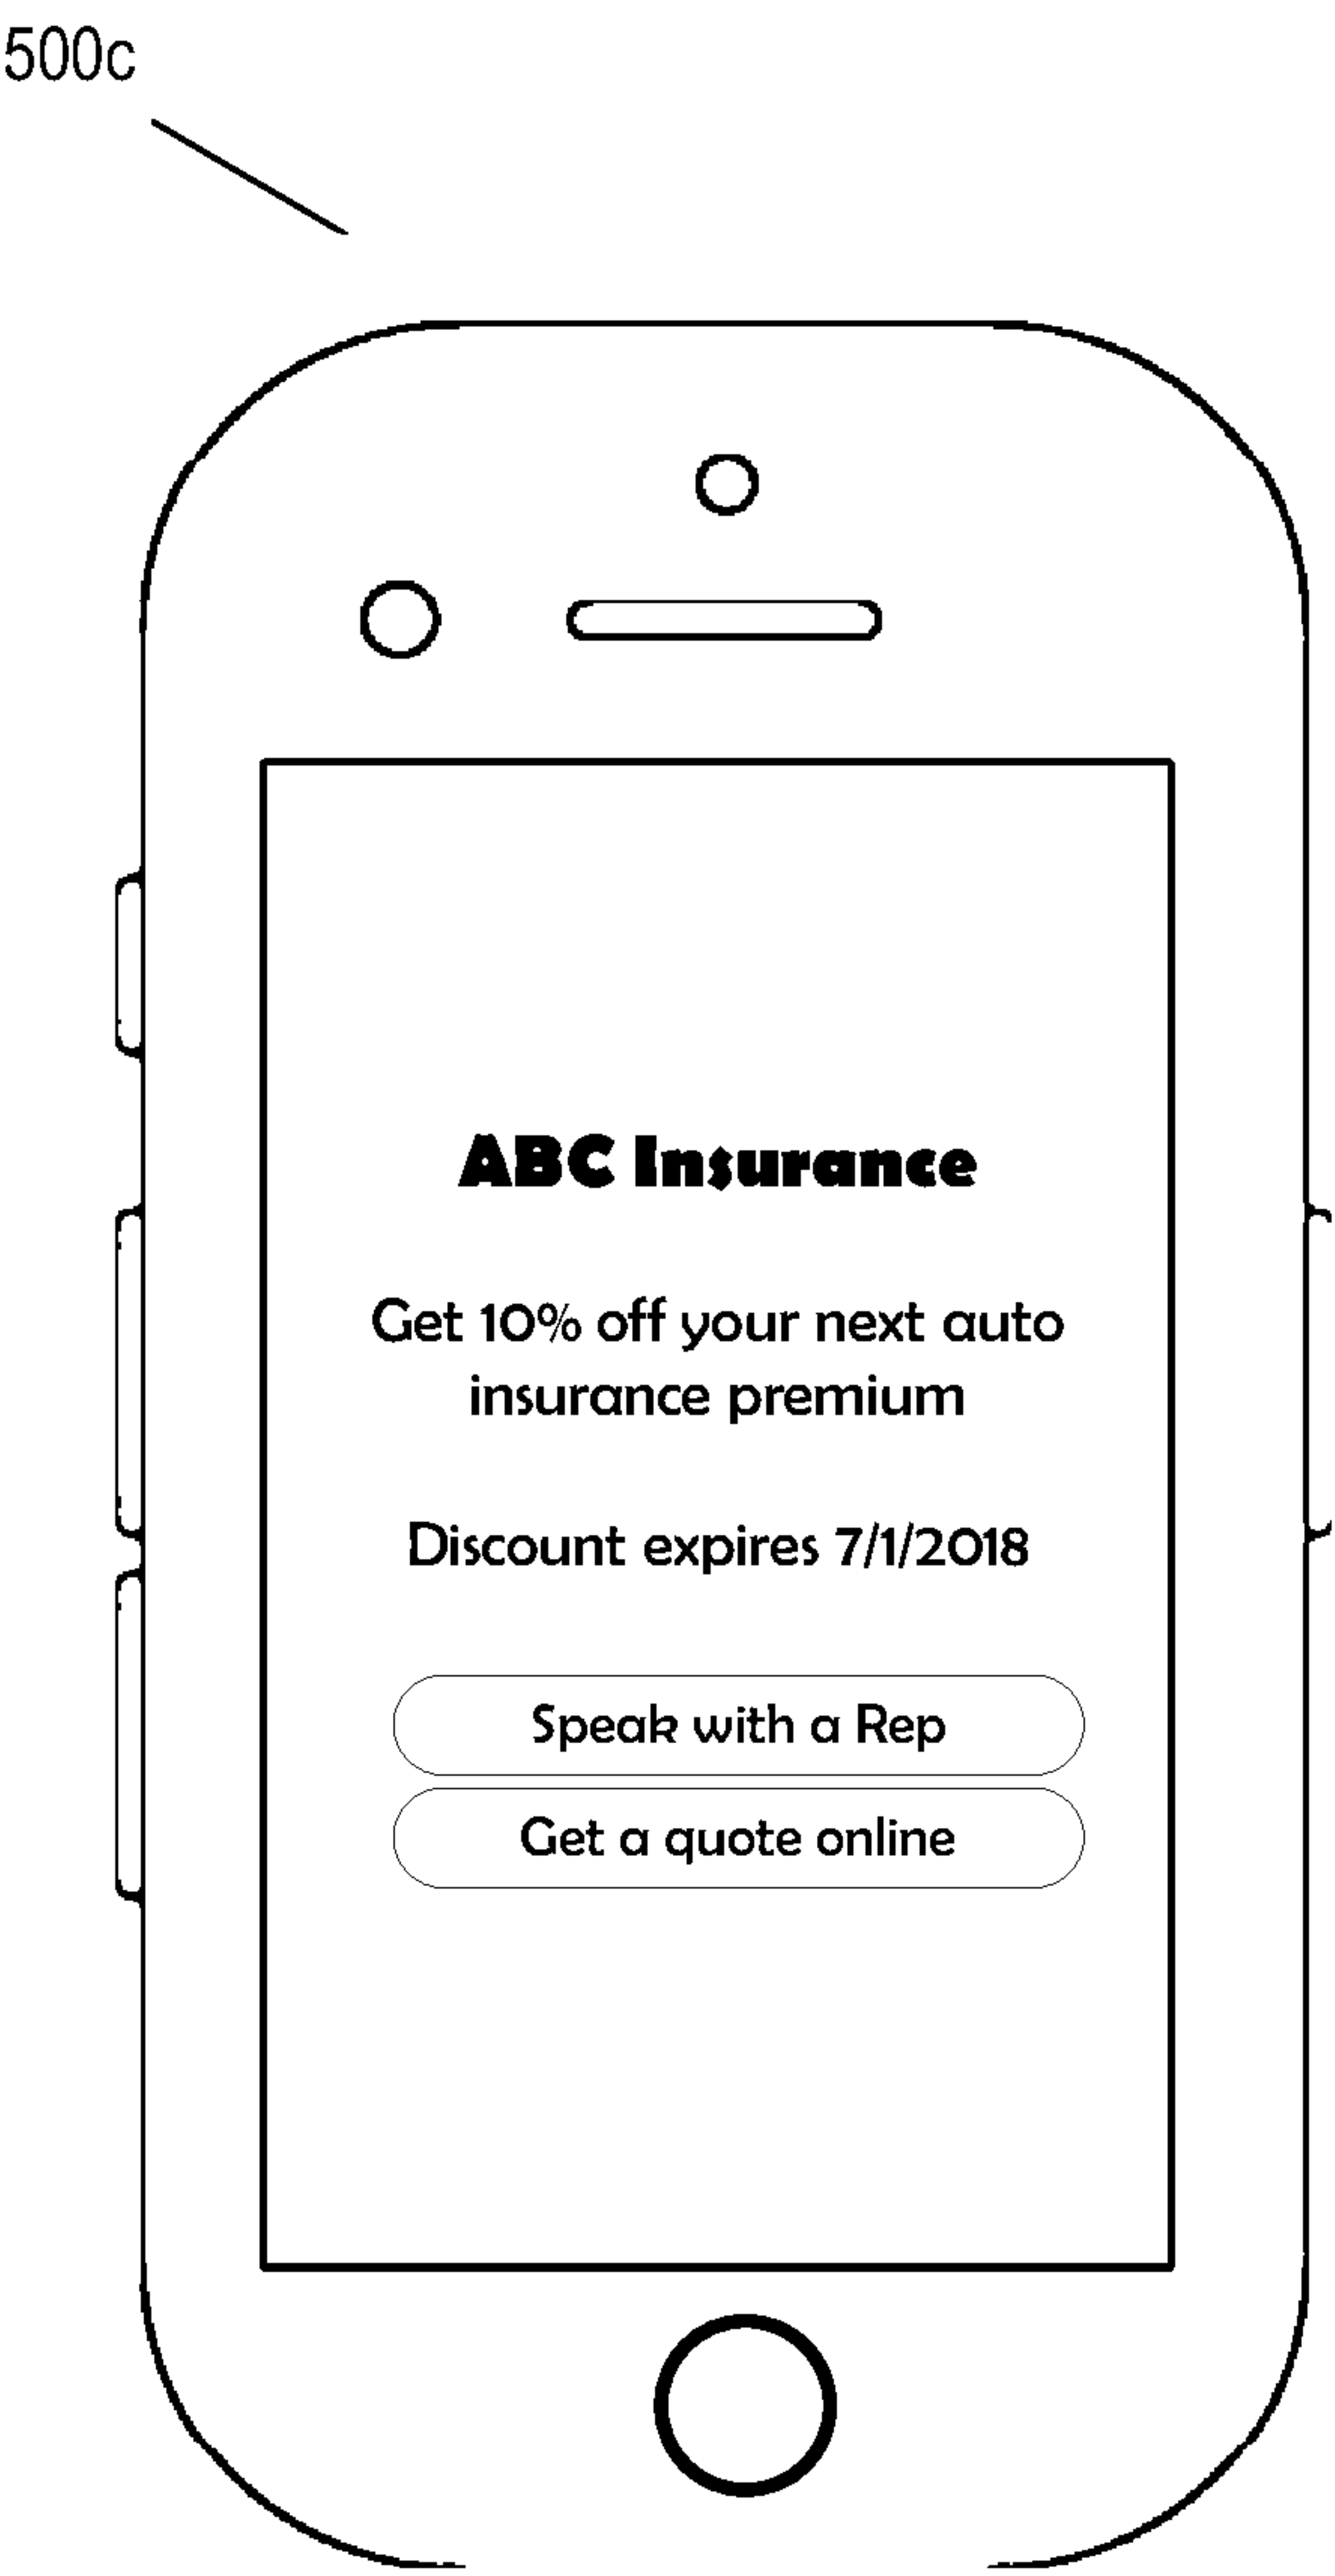 500c
ABC Insurance
Get 10% off your next auto
insurance premium
Discount expires 7/1/2018
Speak with a Rep
Get a quote online